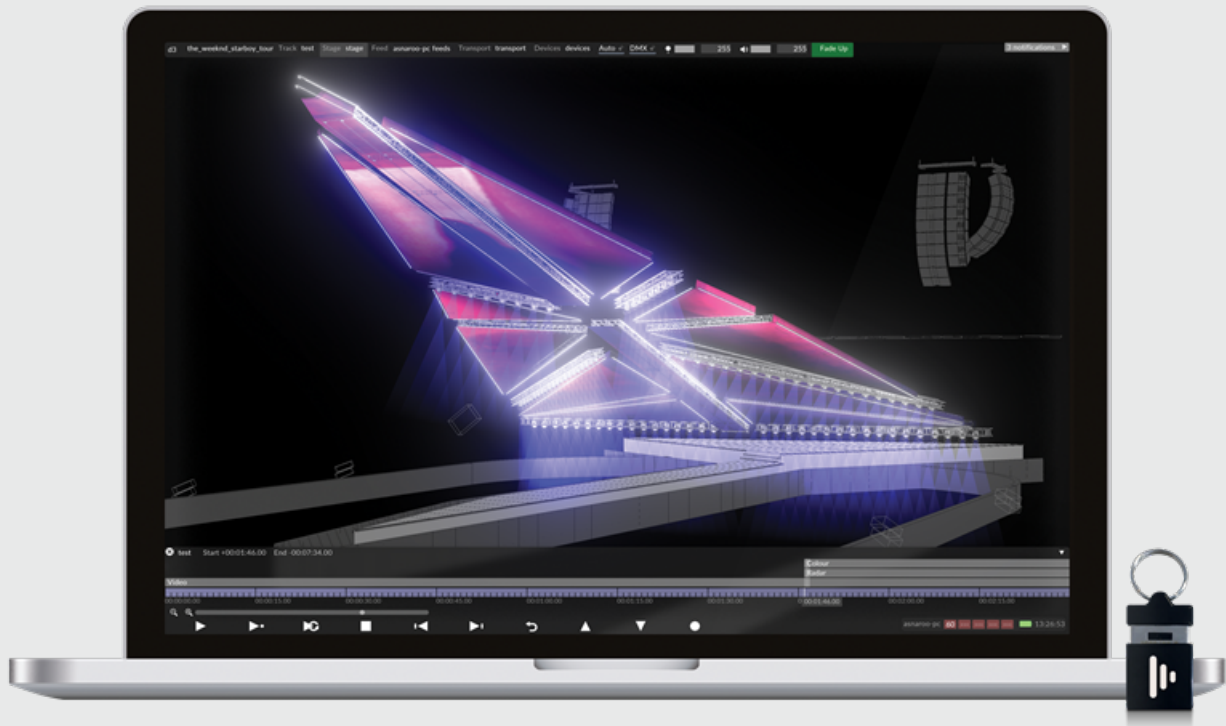 d3 the_weeknd_starboy_tour Track test Stage stage Feed asnaroo-pc feeds Transport transport Devices devices Auto DMX 255 255 Fade Up 3 notifications
test Start +00:01:46.00 End -00:07:34.00
Colour
Radar
Video
00:00:00.00 00:00:15.00 00:00:30.00 00:00:45.00 00:01:00.00 00:01:15.00 00:01:30.00 00:01:46.00 00:02:00.00
asnaroo-pc 60 13:26:53